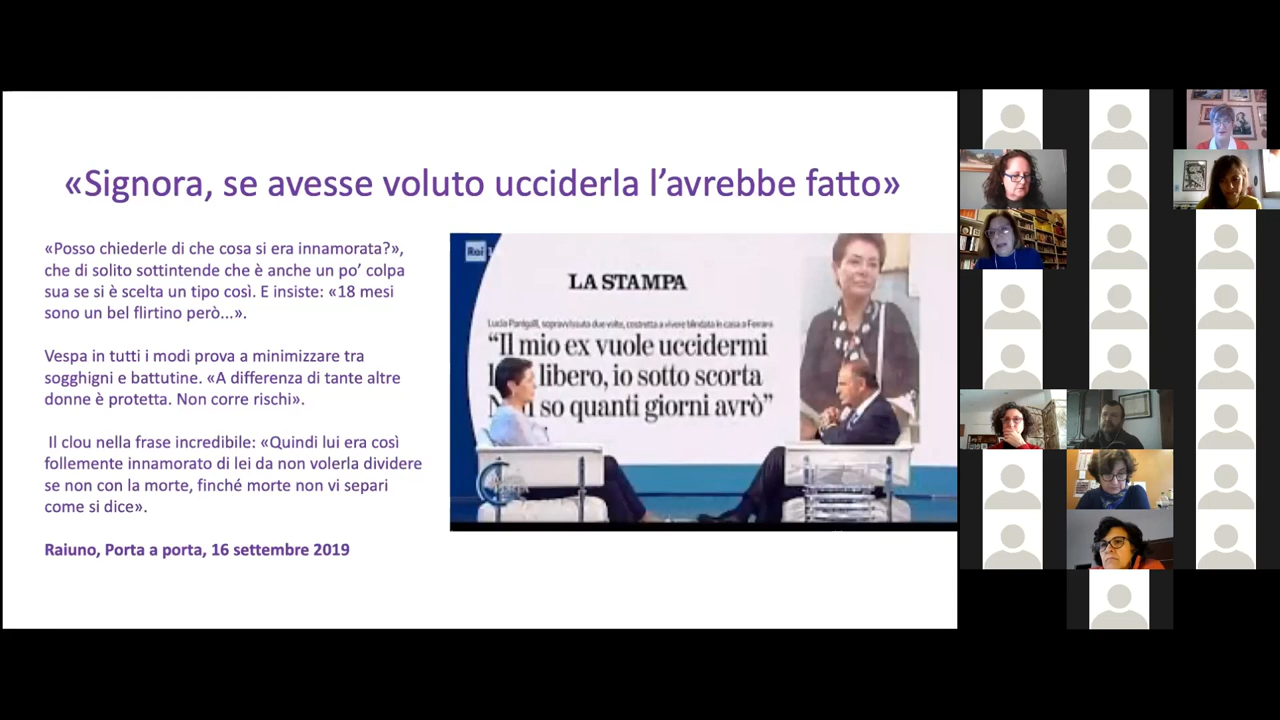 «Signora, se avesse voluto ucciderla l’avrebbe fatto»
«Posso chiederle di che cosa si era innamorata?»,
che di solito sottintende che è anche un po’ colpa
sua se si è scelta un tipo così. E insiste: «18 mesi
sono un bel flirtino però...».
Vespa in tutti i modi prova a minimizzare tra
sogghigni e battutine. «A differenza di tante altre
donne è protetta. Non corre rischi».
Il clou nella frase incredibile: «Quindi lui era così
follemente innamorato di lei da non volerla dividere
se non con la morte, finché morte non vi separi
come si dice».
Raiuno, Porta a porta, 16 settembre 2019
Rai
LA STAMPA
Lucia Panigalli, sopravvissuta due volte, costretta a vivere blindata in casa a Ferrara
“Il mio ex vuole uccidermi
libero, io sotto scorta
so quanti giorni avrò”